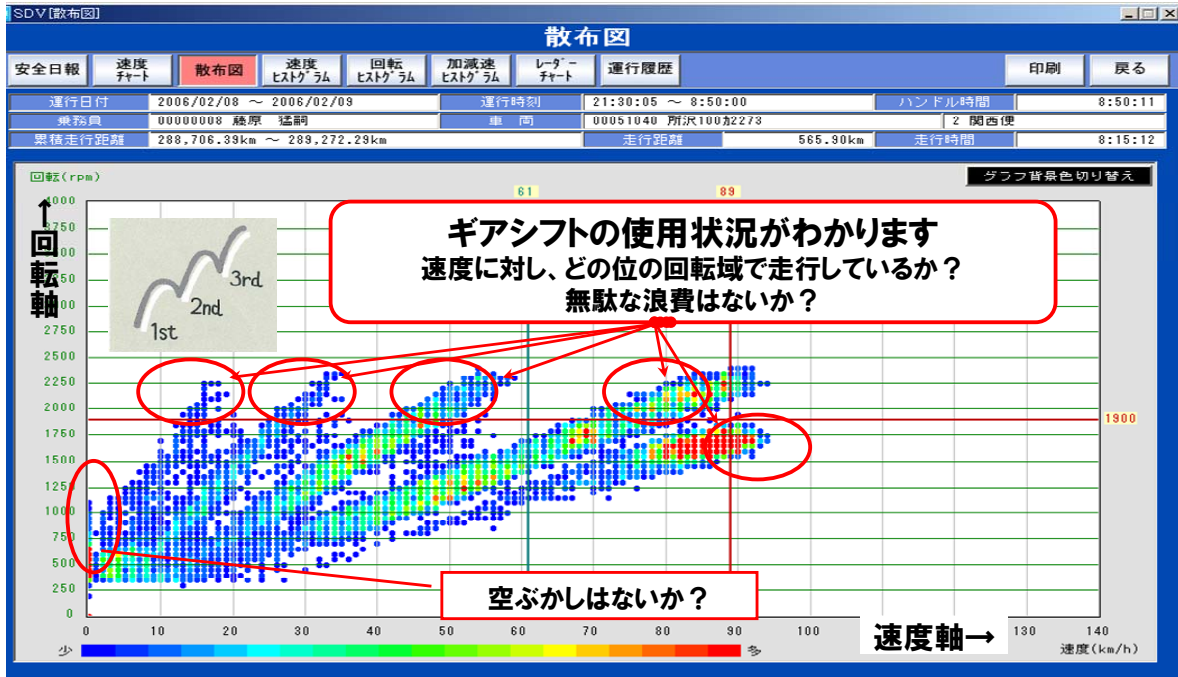 SDV[散布図]
散布図
安全日報 速度チャート 散布図 速度ヒストグラム 回転ヒストグラム 加減速ヒストグラム レーダーチャート 運行履歴 印刷 戻る
運行日付 2006/02/08 ～ 2006/02/09 運行時刻 21:30:05 ～ 8:50:00 ハンドル時間 8:50:11
乗務員 00000008 藤原 猛嗣 車両 00051040 所沢100カ2273 2 関西便
累積走行距離 288,706.39km ～ 289,272.29km 走行距離 565.90km 走行時間 8:15:12
回転(rpm)
グラフ背景色切り替え
61 89
↑回転軸
4000
2750
2500
2250
2000
1750
1500
1250
1000
750
500
250
0
1st
2nd
3rd
ギアシフトの使用状況がわかります
速度に対し、どの位の回転域で走行しているか？
無駄な浪費はないか？
1900
空ぶかしはないか？
0 10 20 30 40 50 60 70 80 90 100 130 140
速度軸→
少 多
速度(km/h)